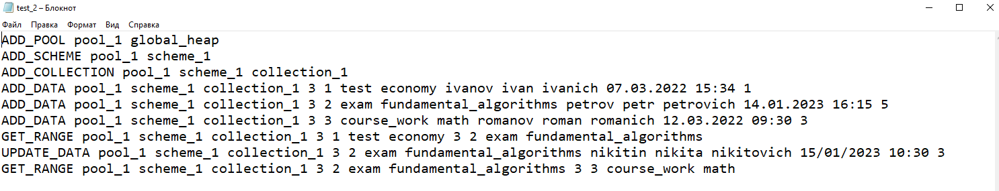 test_2 – Блокнот
Файл Правка Формат Вид Справка
ADD_POOL pool_1 global_heap
ADD_SCHEME pool_1 scheme_1
ADD_COLLECTION pool_1 scheme_1 collection_1
ADD_DATA pool_1 scheme_1 collection_1 3 1 test economy ivanov ivan ivanich 07.03.2022 15:34 1
ADD_DATA pool_1 scheme_1 collection_1 3 2 exam fundamental_algorithms petrov petr petrovich 14.01.2023 16:15 5
ADD_DATA pool_1 scheme_1 collection_1 3 3 course_work math romanov roman romanich 12.03.2022 09:30 3
GET_RANGE pool_1 scheme_1 collection_1 3 1 test economy 3 2 exam fundamental_algorithms
UPDATE_DATA pool_1 scheme_1 collection_1 3 2 exam fundamental_algorithms nikitin nikita nikitovich 15/01/2023 10:30 3
GET_RANGE pool_1 scheme_1 collection_1 3 2 exam fundamental_algorithms 3 3 course_work math